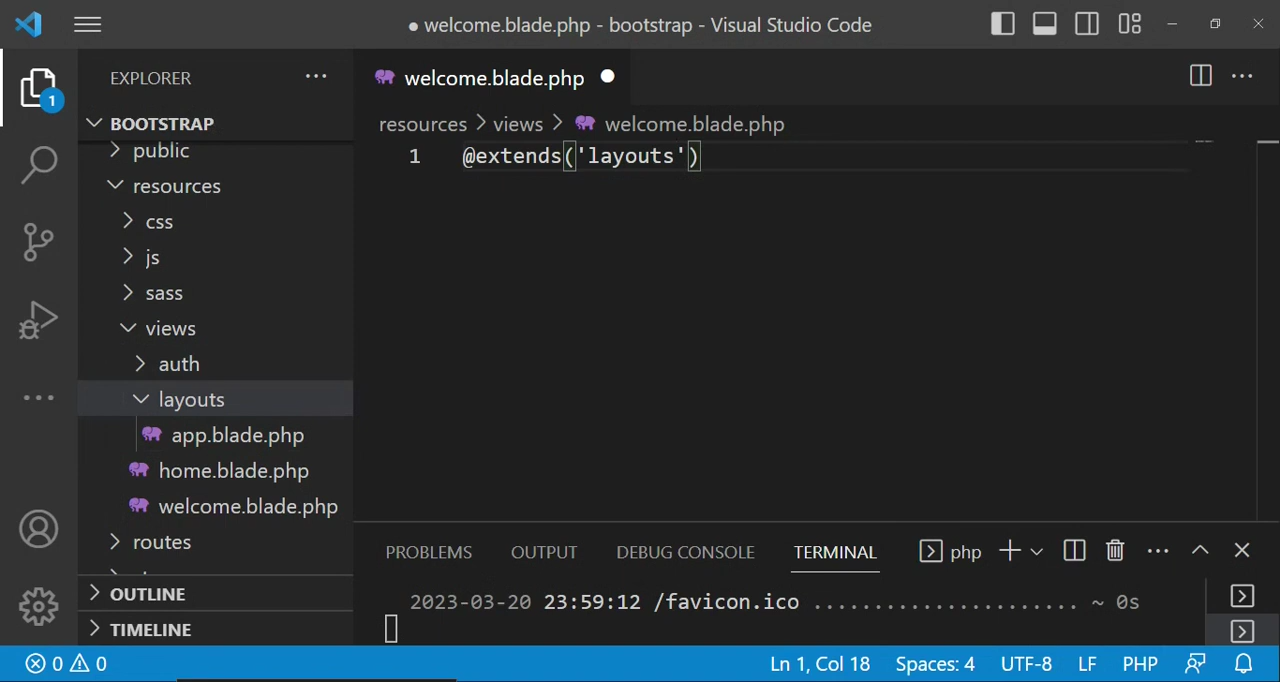 ● welcome.blade.php - bootstrap - Visual Studio Code
EXPLORER
BOOTSTRAP
public
resources
css
js
sass
views
auth
layouts
app.blade.php
home.blade.php
welcome.blade.php
routes
OUTLINE
TIMELINE
1
welcome.blade.php
resources > views > welcome.blade.php
1 @extends('layouts')
PROBLEMS OUTPUT DEBUG CONSOLE TERMINAL php
2023-03-20 23:59:12 /favicon.ico ...................... ~ 0s
0 0 Ln 1, Col 18 Spaces: 4 UTF-8 LF PHP